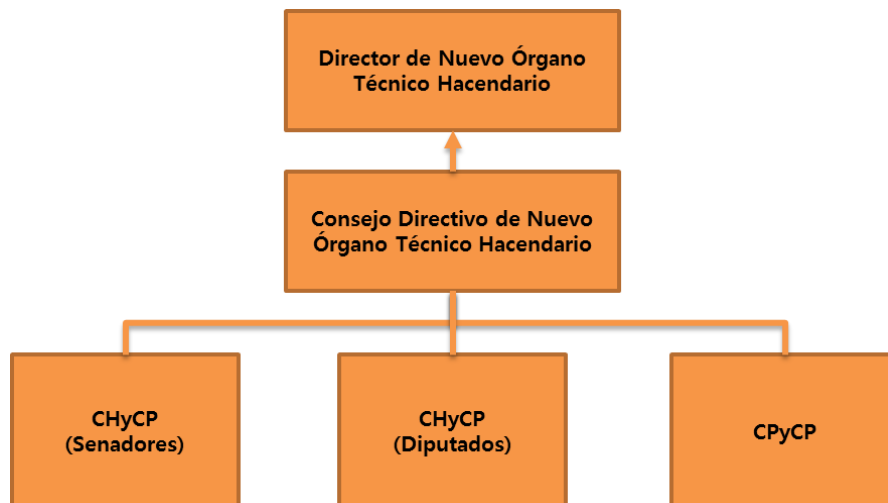 Director de Nuevo Órgano
Técnico Hacendario
Consejo Directivo de Nuevo
Órgano Técnico Hacendario
CHyCP
(Senadores)
CHyCP
(Diputados)
CPyCP